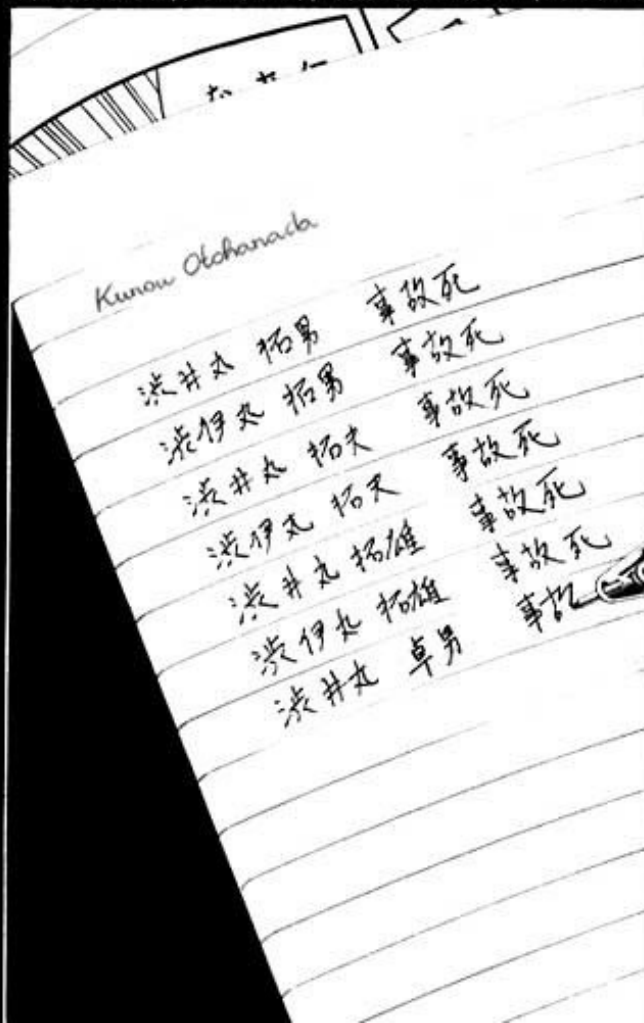 Kunou Otoharada
渋井丸 拓男 事故死
渋伊丸 拓男 事故死
渋井丸 拓夫 事故死
渋伊丸 拓夫 事故死
渋井丸 拓雄 事故死
渋伊丸 拓雄 事故死
渋井丸 卓男 事故